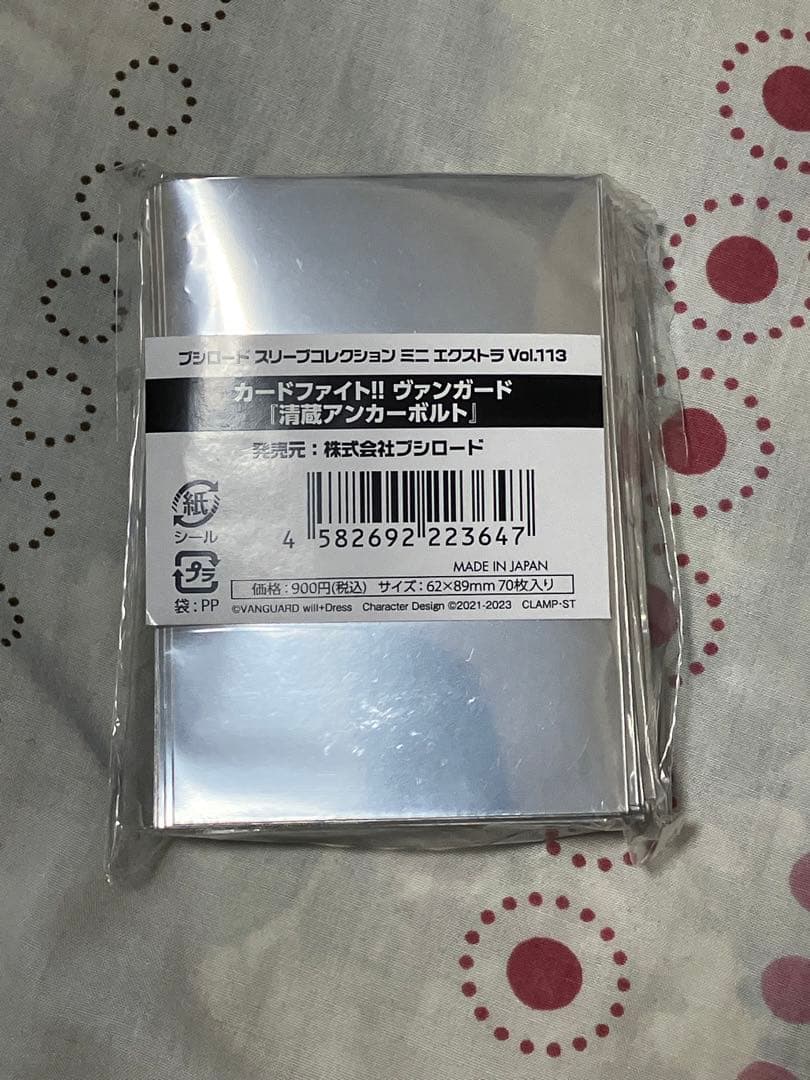 ブシロード スリーブコレクション ミニ エクストラ Vol.113
カードファイト!! ヴァンガード
『清蔵アンカーボルト』
発売元：株式会社ブシロード
紙
シール
プラ
袋：PP
4 582692 223647
MADE IN JAPAN
価格：900円(税込) サイズ：62×89mm 70枚入り
©VANGUARD will+Dress Character Design ©2021-2023 CLAMP・ST